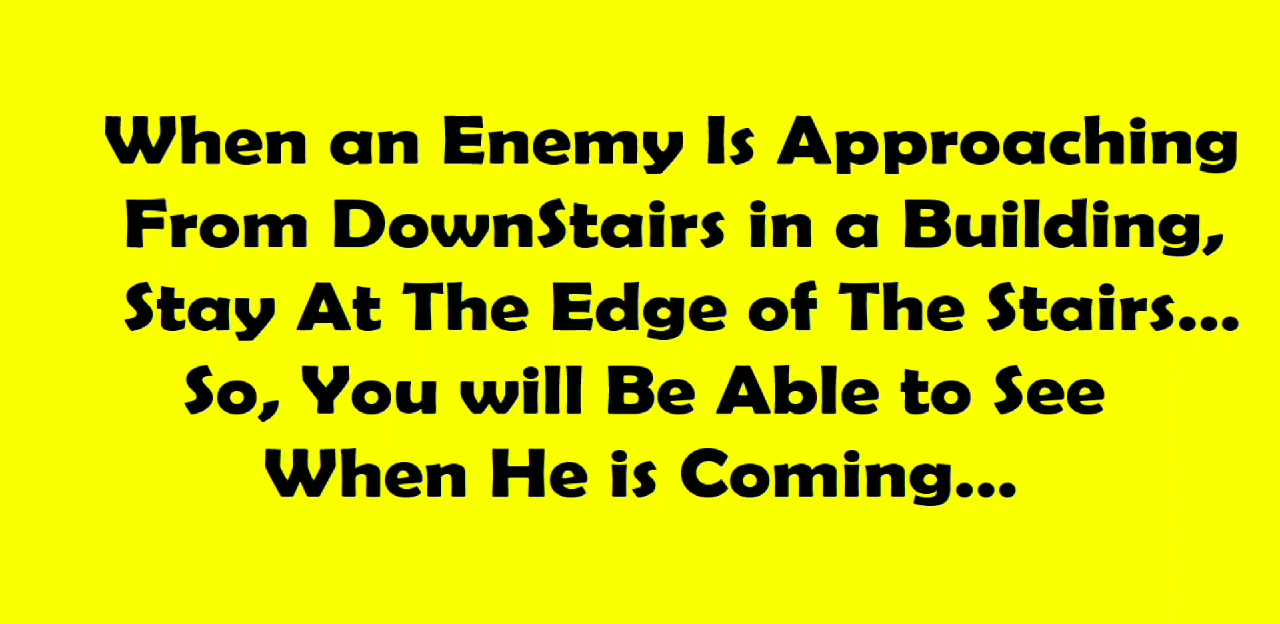 When an Enemy Is Approaching
From DownStairs in a Building,
Stay At The Edge of The Stairs...
So, You will Be Able to See
When He is Coming...